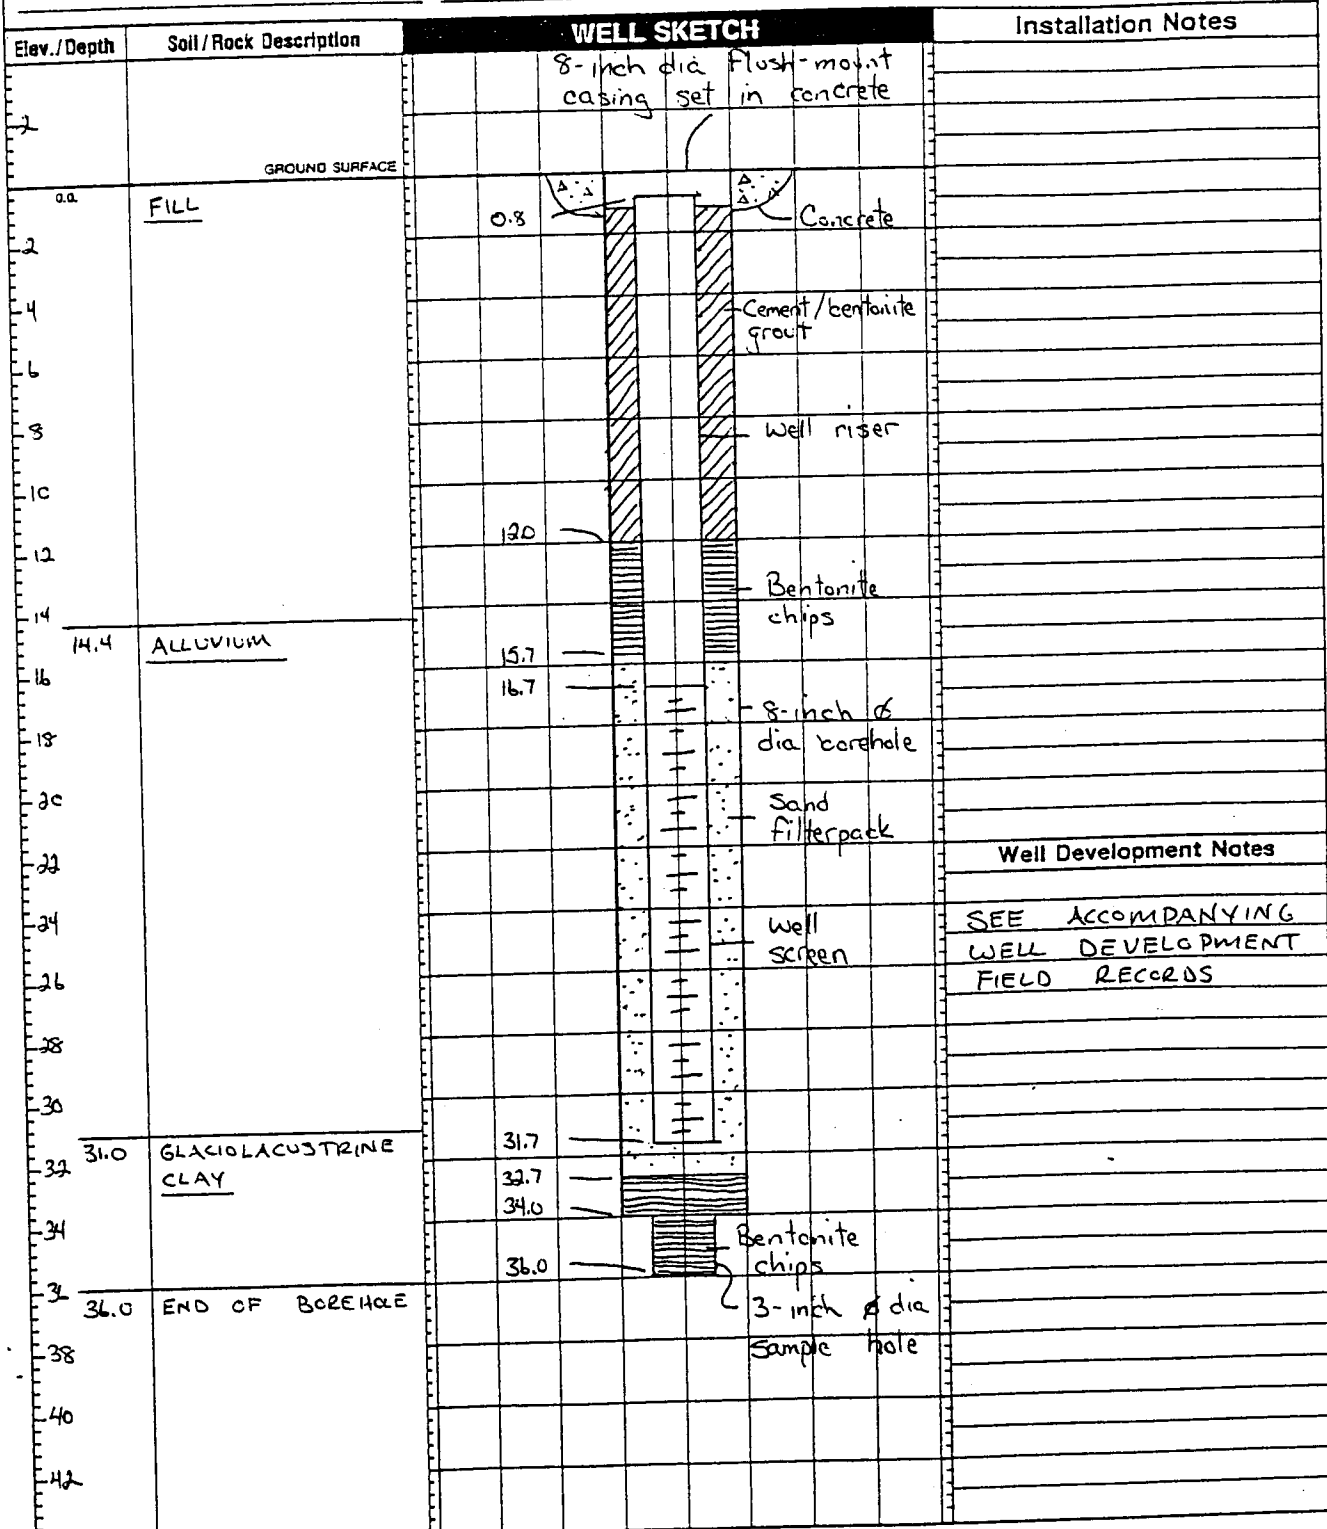 Elev./Depth
Soil/Rock Description
WELL SKETCH
Installation Notes
8-inch dia flush-mount
casing set in concrete
2
GROUND SURFACE
0.0
FILL
0.8
Concrete
2
4
Cement/bentonite
grout
6
8
Well riser
10
12.0
12
Bentonite
chips
14
14.4
ALLUVIUM
15.7
16
16.7
8-inch ø
dia borehole
18
20
Sand
filterpack
22
Well Development Notes
24
Well
screen
SEE ACCOMPANYING
WELL DEVELOPMENT
FIELD RECORDS
26
28
30
31.0
GLACIOLACUSTRINE
CLAY
31.7
32
32.7
34.0
34
Bentonite
chips
36.0
36
36.0
END OF BOREHOLE
3-inch ø dia
sample hole
38
40
42